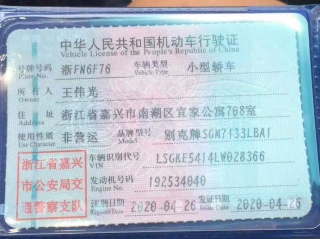 中华人民共和国机动车行驶证
Vehicle License of the People's Republic of China
号牌号码 浙FN6F76 车辆类型 小型轿车
Plate No. Vehicle Type
所有人 王伟光
Owner
住址 浙江省嘉兴市南湖区宜家公寓768室
Address
使用性质 非营运 品牌型号 别克牌SGM7133LBA1
Use Character Model
浙江省嘉兴
市公安局交
通警察支队
车辆识别代号 LSGKE5414LW028366
VIN
发动机号码 192534040
Engine No.
注册日期 2020-04-26 发证日期 2020-04-26